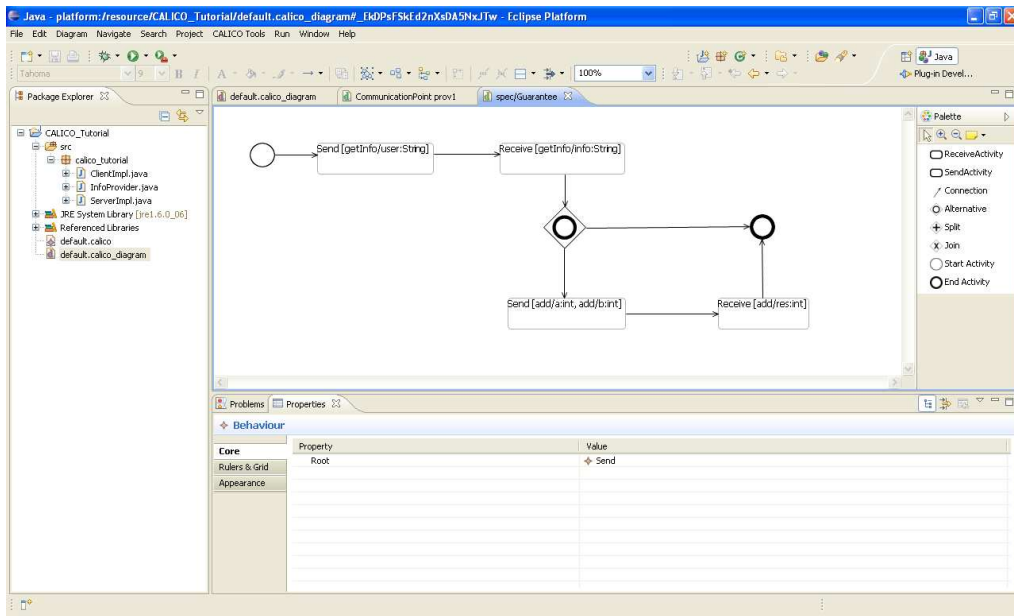 Java - platform:/resource/CALICO_Tutorial/default.calico_diagram#_EkDPsFSkEd2nXsDA5NxJTw - Eclipse Platform
File Edit Diagram Navigate Search Project CALICO Tools Run Window Help
Java
Tahoma 9 B I A 100% Plug-in Devel...
Package Explorer
default.calico_diagram CommunicationPoint prov1 spec/Guarantee
CALICO_Tutorial
src
calico_tutorial
ClientImpl.java
InfoProvider.java
ServerImpl.java
JRE System Library [jre1.6.0_06]
Referenced Libraries
default.calico
default.calico_diagram
Send [getInfo/user:String] Receive [getInfo/info:String]
Send [add/a:int, add/b:int] Receive [add/res:int]
Palette
ReceiveActivity
SendActivity
Connection
Alternative
Split
Join
Start Activity
End Activity
Problems Properties
Behaviour
Core
Rulers & Grid
Appearance
Property Value
Root Send